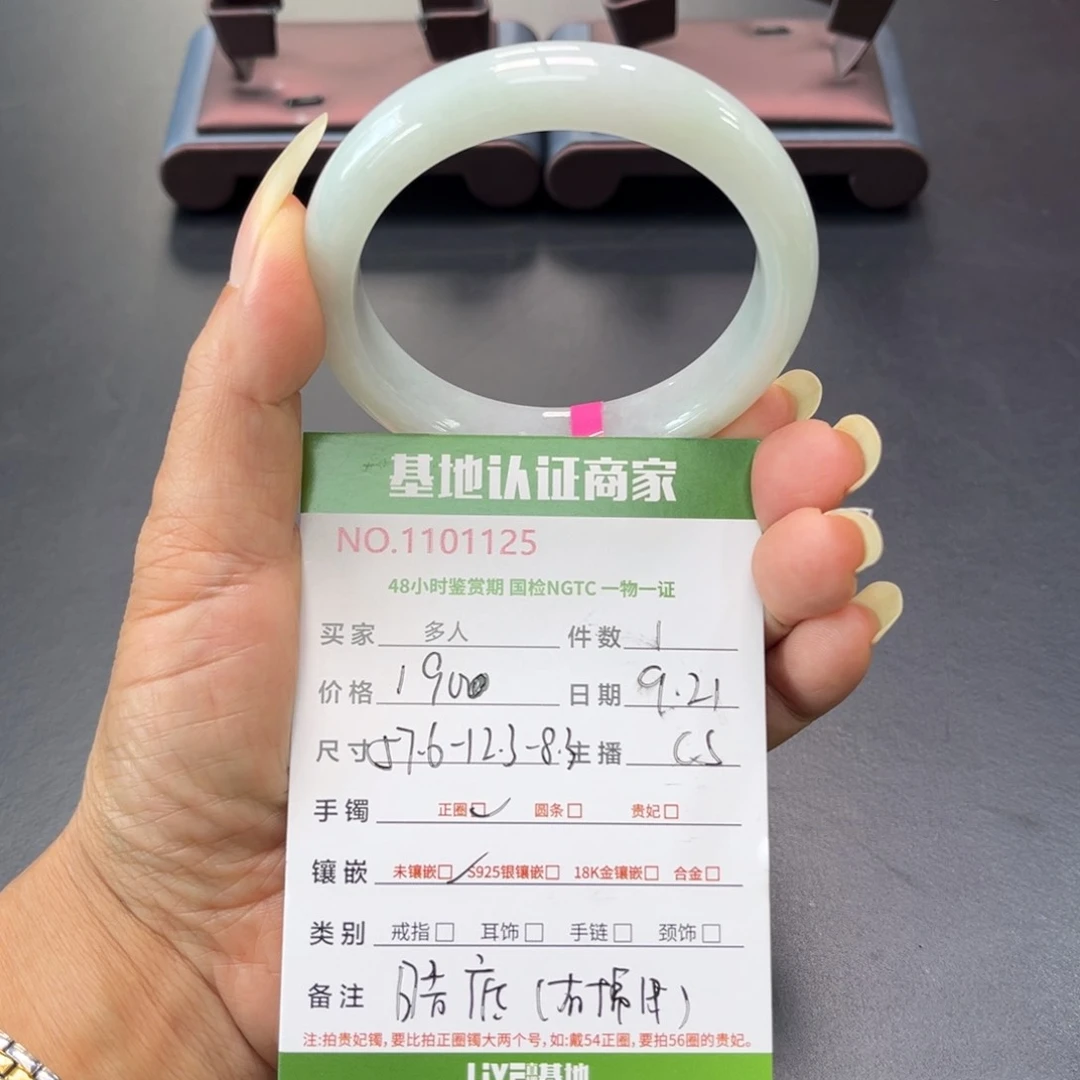 基地认证商家
NO.1101125
48小时鉴赏期 国检NGTC 一物一证
买家 多人 件数 1
价格 1900 日期 9.21
尺寸 57.6-12.3-8.3 主播 CS
手镯 正圈☑ 圆条□ 贵妃□
镶嵌 未镶嵌☑ S925银镶嵌□ 18K金镶嵌□ 合金□
类别 戒指□ 耳饰□ 手链□ 颈饰□
备注 晴底(有棉伴)
注:拍贵妃镯,要比拍正圈镯大两个号,如:戴54正圈,要拍56圈的贵妃。
基地